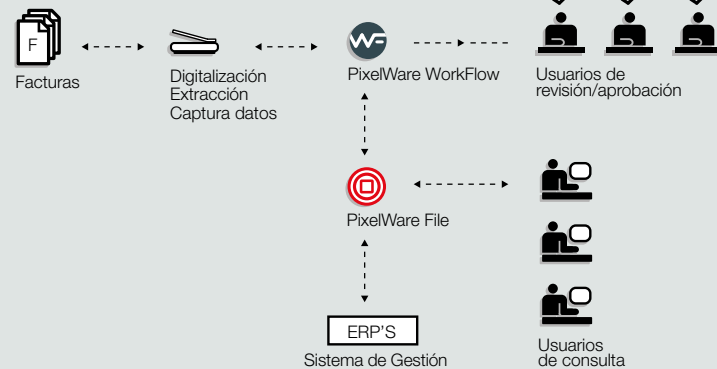 F
Facturas
Digitalización
Extracción
Captura datos
WF
PixelWare WorkFlow
Usuarios de
revisión/aprobación
PixelWare File
ERP'S
Sistema de Gestión
Usuarios
de consulta